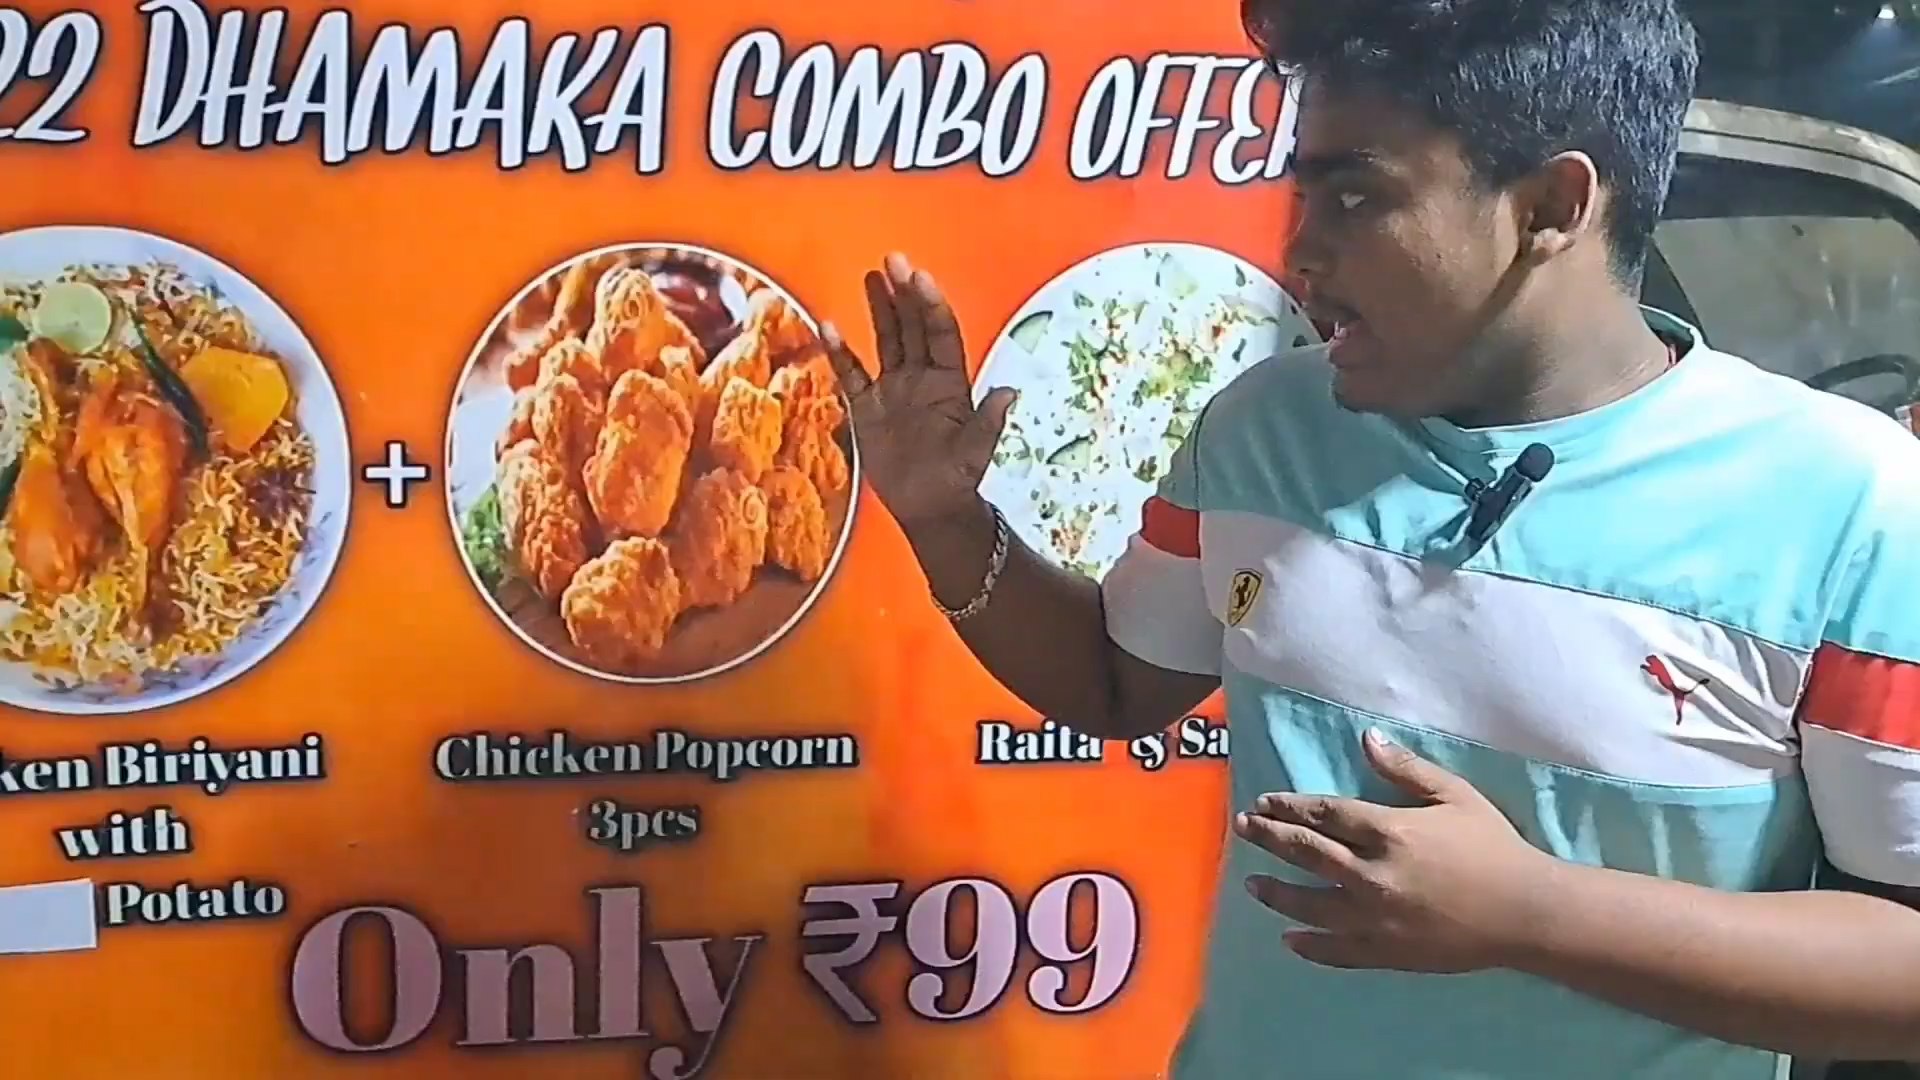 22 DHAMAKA COMBO OFFE
ken Biriyani
with
Potato
+
Chicken Popcorn
3pcs
Raita & Sa
Only ₹99